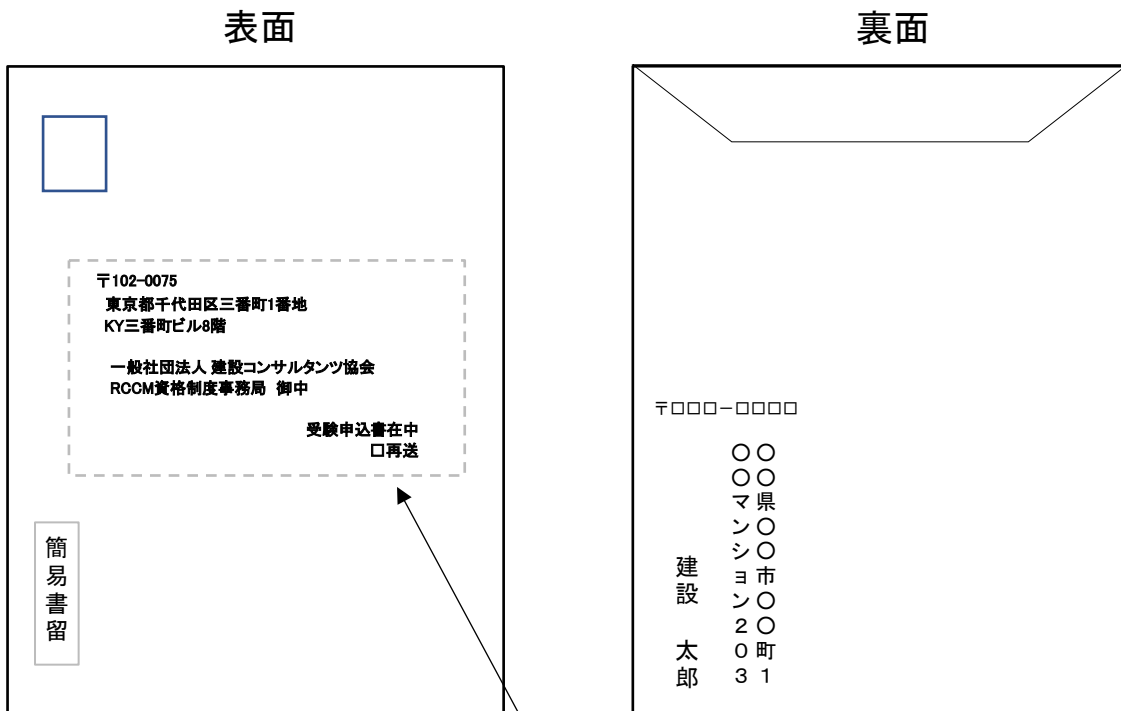 表面
〒102-0075
東京都千代田区三番町1番地
KY三番町ビル8階
一般社団法人 建設コンサルタンツ協会
RCCM資格制度事務局 御中
受験申込書在中
□再送
簡易書留
裏面
〒□□□-□□□□
〇〇県〇〇市〇〇町1
〇〇マンション203
建設 太郎